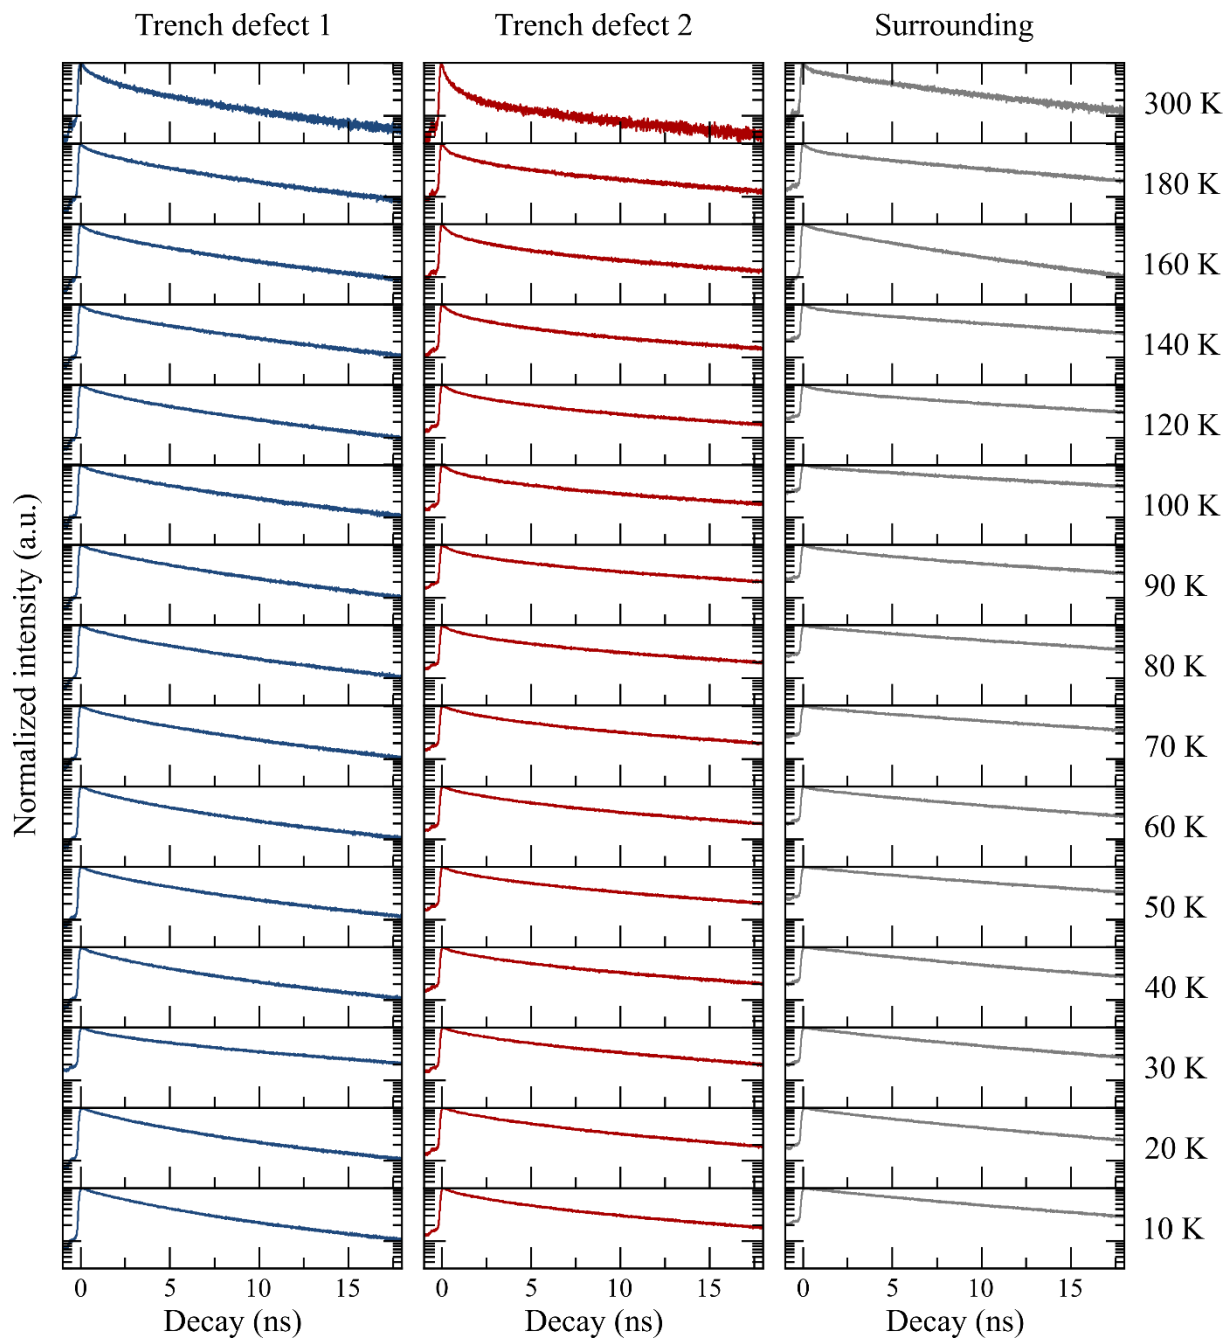 Trench defect 1 Trench defect 2 Surrounding
300 K
180 K
160 K
140 K
120 K
100 K
90 K
80 K
70 K
60 K
50 K
40 K
30 K
20 K
10 K
Normalized intensity (a.u.)
0 5 10 15 0 5 10 15 0 5 10 15
Decay (ns) Decay (ns) Decay (ns)